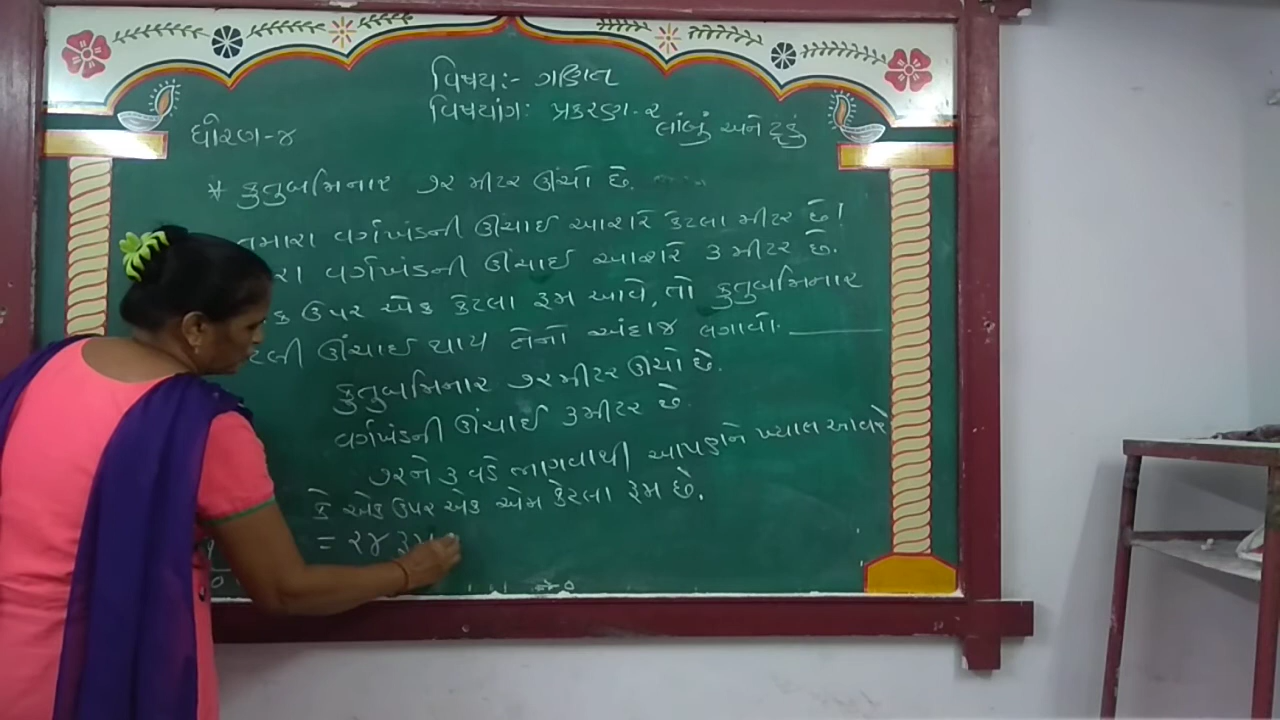 વિષયઃ- ગણિત
વિષયાંગઃ પ્રકરણ-૨
લાંબું અને ટૂકું
ધોરણ-૪
* કુતુબમિનાર ૭૨ મીટર ઊંચો છે.
તમારા વર્ગખંડની ઊંચાઈ આશરે કેટલા મીટર છે?
રા વર્ગખંડની ઊંચાઈ આશરે ૩ મીટર છે.
ક ઉપર એક કેટલા રૂમ આવે, તો કુતુબમિનાર
ટલી ઊંચાઈ થાય તેનો અંદાજ લગાવો. ______
કુતુબમિનાર ૭૨ મીટર ઊંચો છે.
વર્ગખંડની ઊંચાઈ ૩ મીટર છે.
૭૨ને ૩ વડે ભાગવાથી આપણને ખ્યાલ આવશે
કે એક ઉપર એક એમ કેટલા રૂમ છે.
= ૨૪ રૂમ